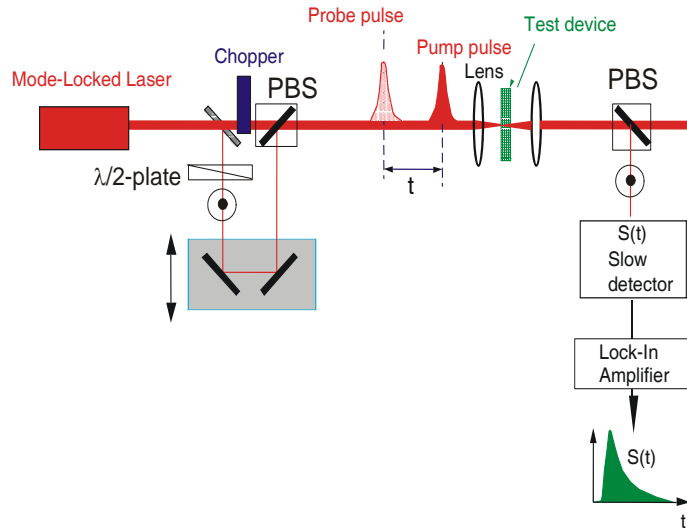 Probe pulse
Test device
Chopper
Pump pulse
Mode-Locked Laser
PBS
Lens
PBS
λ/2-plate
t
S(t)
Slow
detector
Lock-In
Amplifier
S(t)
t